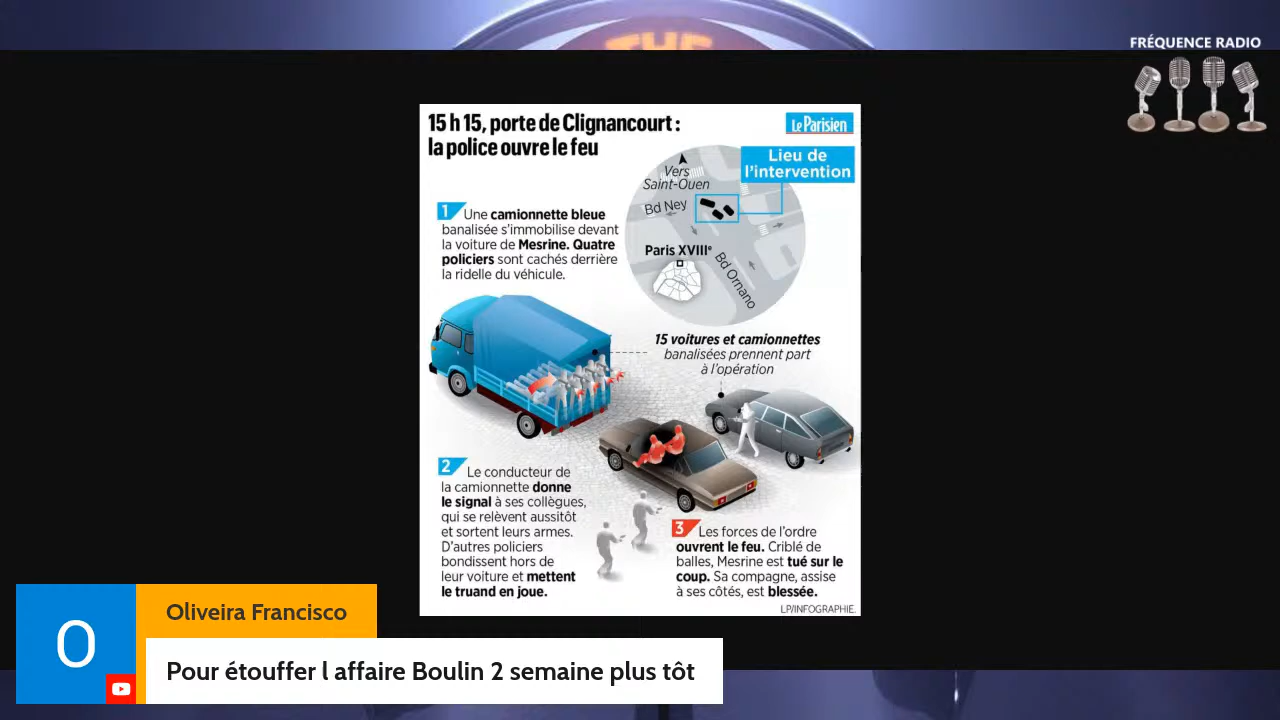 THE
FRÉQUENCE RADIO
15 h 15, porte de Clignancourt :
la police ouvre le feu
Le Parisien
Lieu de
l'intervention
Vers
Saint-Ouen
Bd Ney
Paris XVIIIᵉ
Bd Ornano
1 Une camionnette bleue
banalisée s'immobilise devant
la voiture de Mesrine. Quatre
policiers sont cachés derrière
la ridelle du véhicule.
15 voitures et camionnettes
banalisées prennent part
à l'opération
2 Le conducteur de
la camionnette donne
le signal à ses collègues,
qui se relèvent aussitôt
et sortent leurs armes.
D'autres policiers
bondissent hors de
leur voiture et mettent
le truand en joue.
3 Les forces de l'ordre
ouvrent le feu. Criblé de
balles, Mesrine est tué sur le
coup. Sa compagne, assise
à ses côtés, est blessée.
LP/INFOGRAPHIE.
O
Oliveira Francisco
Pour étouffer l affaire Boulin 2 semaine plus tôt